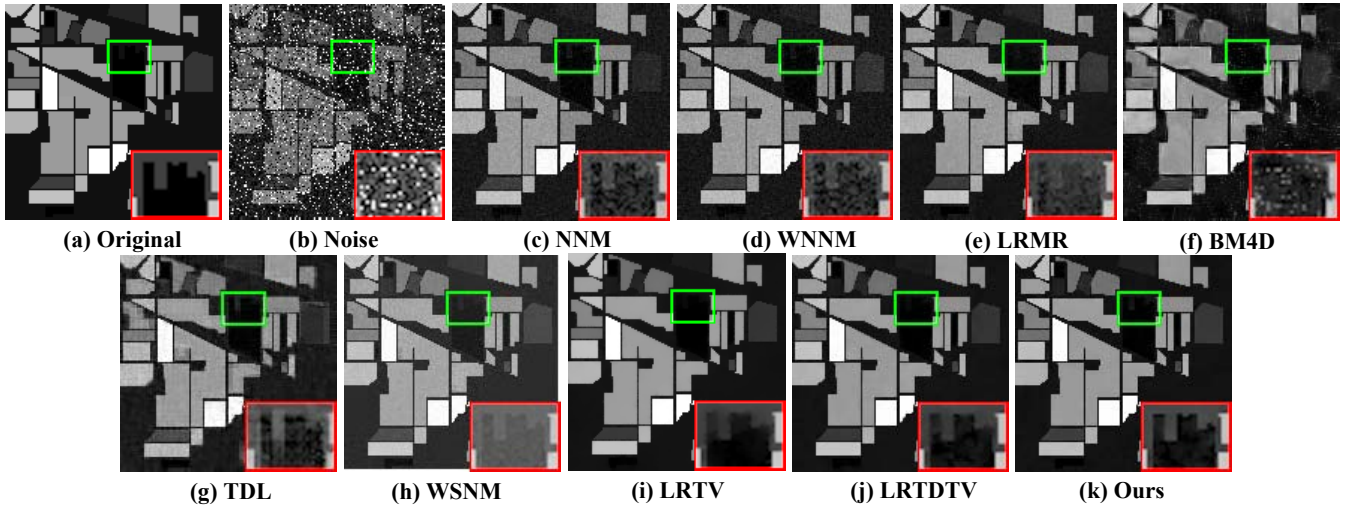 (a) Original (b) Noise (c) NNM (d) WNNM (e) LRMR (f) BM4D
(g) TDL (h) WSNM (i) LRTV (j) LRTDTV (k) Ours